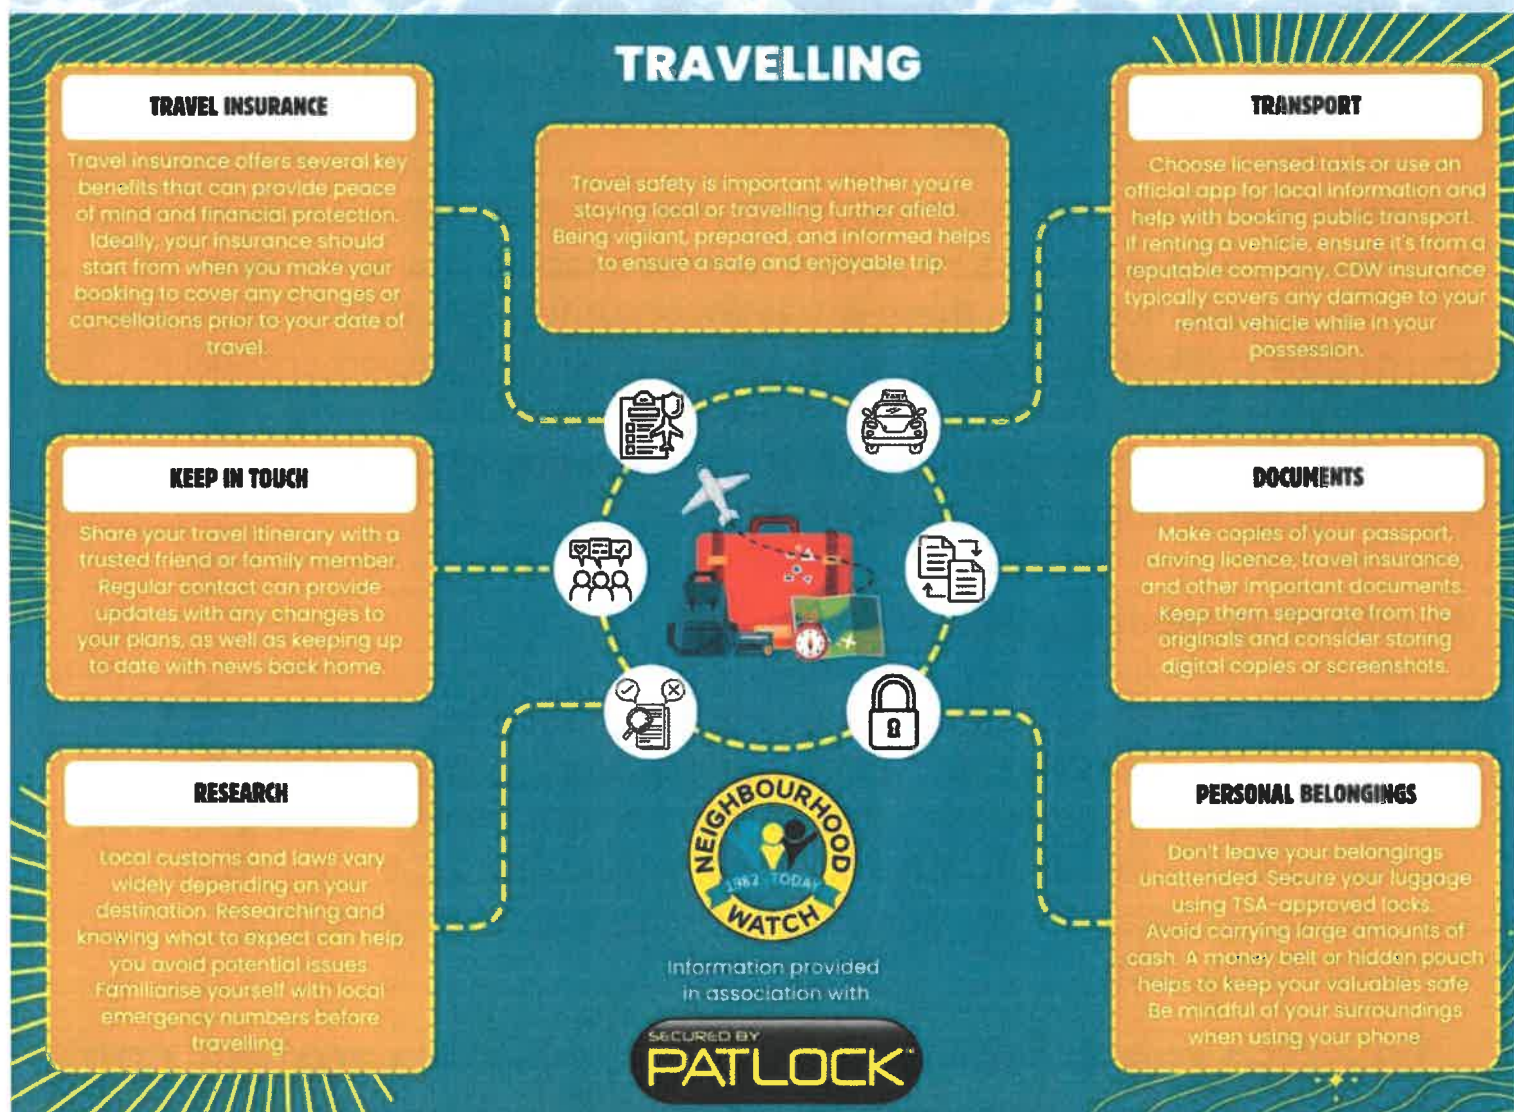 TRAVELLING
TRAVEL INSURANCE
Travel insurance offers several key
benefits that can provide peace
of mind and financial protection.
Ideally, your insurance should
start from when you make your
booking to cover any changes or
cancellations prior to your date of
travel.
Travel safety is important whether you're
staying local or travelling further afield.
Being vigilant, prepared, and informed helps
to ensure a safe and enjoyable trip.
TRANSPORT
Choose licensed taxis or use an
official app for local information and
help with booking public transport.
If renting a vehicle, ensure it's from a
reputable company. CDW insurance
typically covers any damage to your
rental vehicle while in your
possession.
TAXI
KEEP IN TOUCH
Share your travel itinerary with a
trusted friend or family member.
Regular contact can provide
updates with any changes to
your plans, as well as keeping up
to date with news back home.
DOCUMENTS
Make copies of your passport,
driving licence, travel insurance,
and other important documents.
Keep them separate from the
originals and consider storing
digital copies or screenshots.
RESEARCH
Local customs and laws vary
widely depending on your
destination. Researching and
knowing what to expect can help
you avoid potential issues.
Familiarise yourself with local
emergency numbers before
travelling.
PERSONAL BELONGINGS
Don't leave your belongings
unattended. Secure your luggage
using TSA-approved locks.
Avoid carrying large amounts of
cash. A money belt or hidden pouch
helps to keep your valuables safe.
Be mindful of your surroundings
when using your phone
NEIGHBOURHOOD
1982 TODAY
WATCH
Information provided
in association with
SECURED BY
PATLOCK™